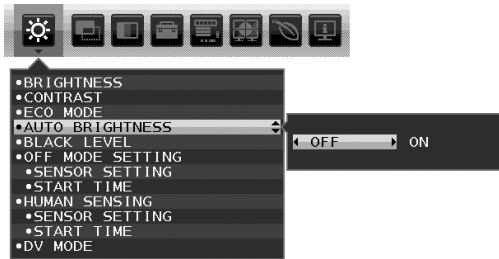 •BRIGHTNESS
•CONTRAST
•ECO MODE
•AUTO BRIGHTNESS
OFF ON
•BLACK LEVEL
•OFF MODE SETTING
•SENSOR SETTING
•START TIME
•HUMAN SENSING
•SENSOR SETTING
•START TIME
•DV MODE